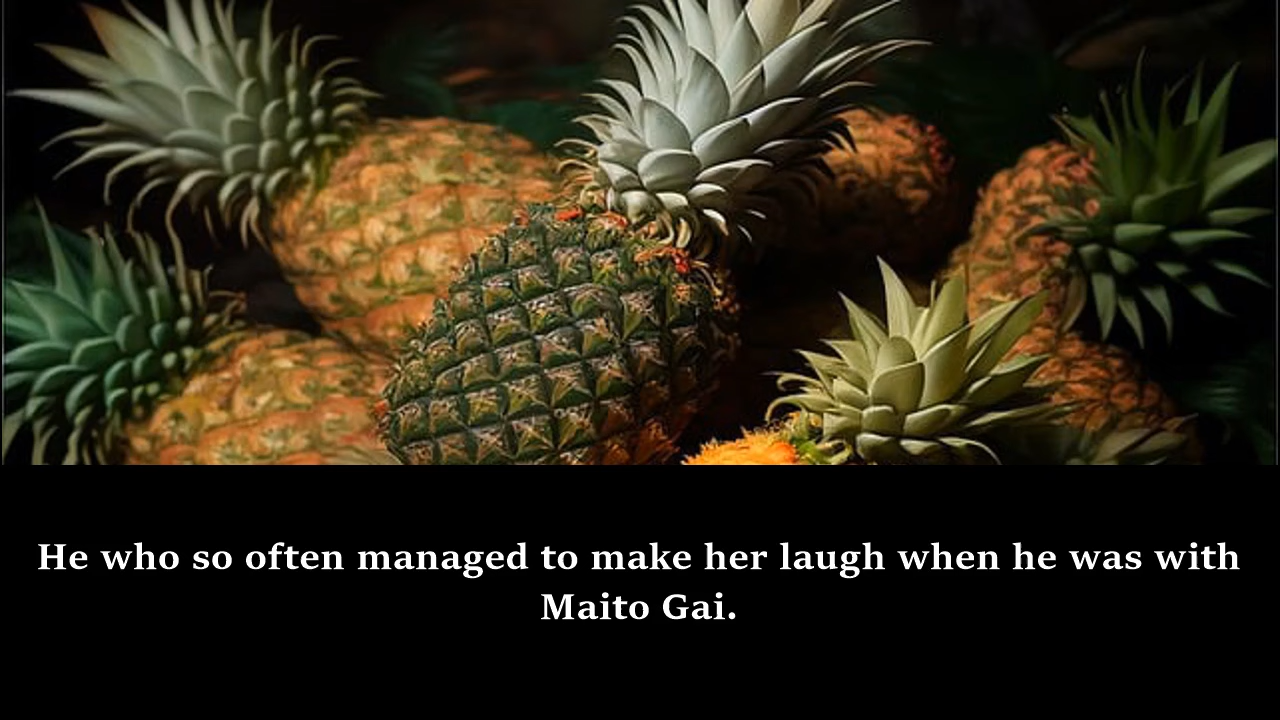 He who so often managed to make her laugh when he was with
Maito Gai.